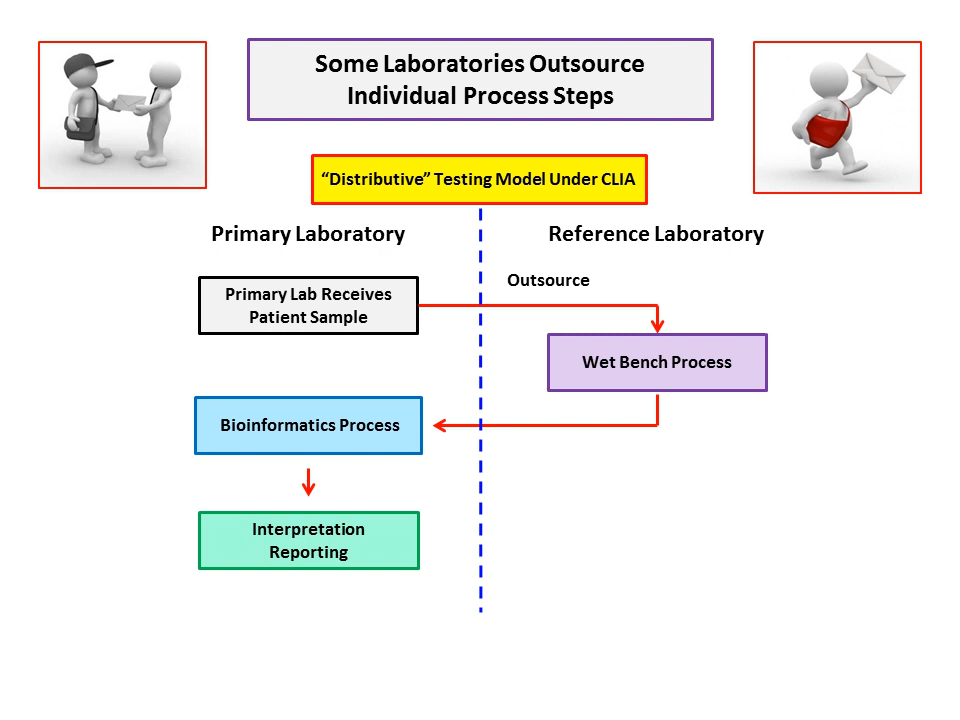 Some Laboratories Outsource
Individual Process Steps
“Distributive” Testing Model Under CLIA
Primary Laboratory
Reference Laboratory
Outsource
Primary Lab Receives
Patient Sample
Wet Bench Process
Bioinformatics Process
Interpretation
Reporting